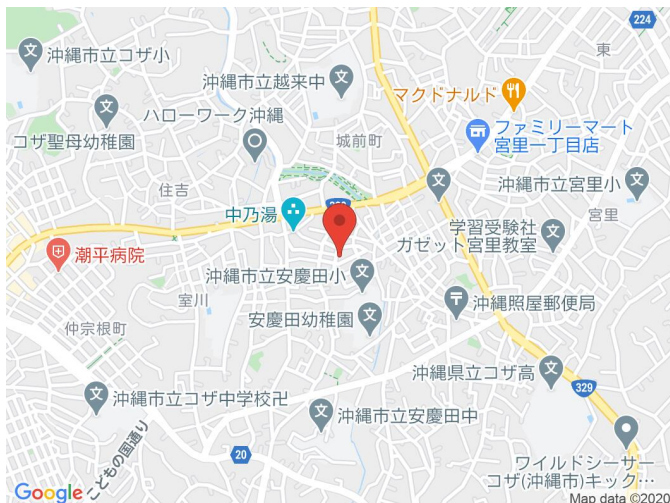 224
東
沖縄市立コザ小
沖縄市立越来中
マクドナルド
ハローワーク沖縄
ファミリーマート
宮里一丁目店
コザ聖母幼稚園
城前町
沖縄市立宮里小
住吉
宮里
中乃湯
学習受験社
ガゼット宮里教室
潮平病院
沖縄市立安慶田小
室川
安慶田幼稚園
沖縄照屋郵便局
仲宗根町
沖縄県立コザ高
329
沖縄市立コザ中学校卍
沖縄市立安慶田中
こどもの国通り
20
ワイルドシーサー
コザ(沖縄市)キック…
Google
Map data ©2020